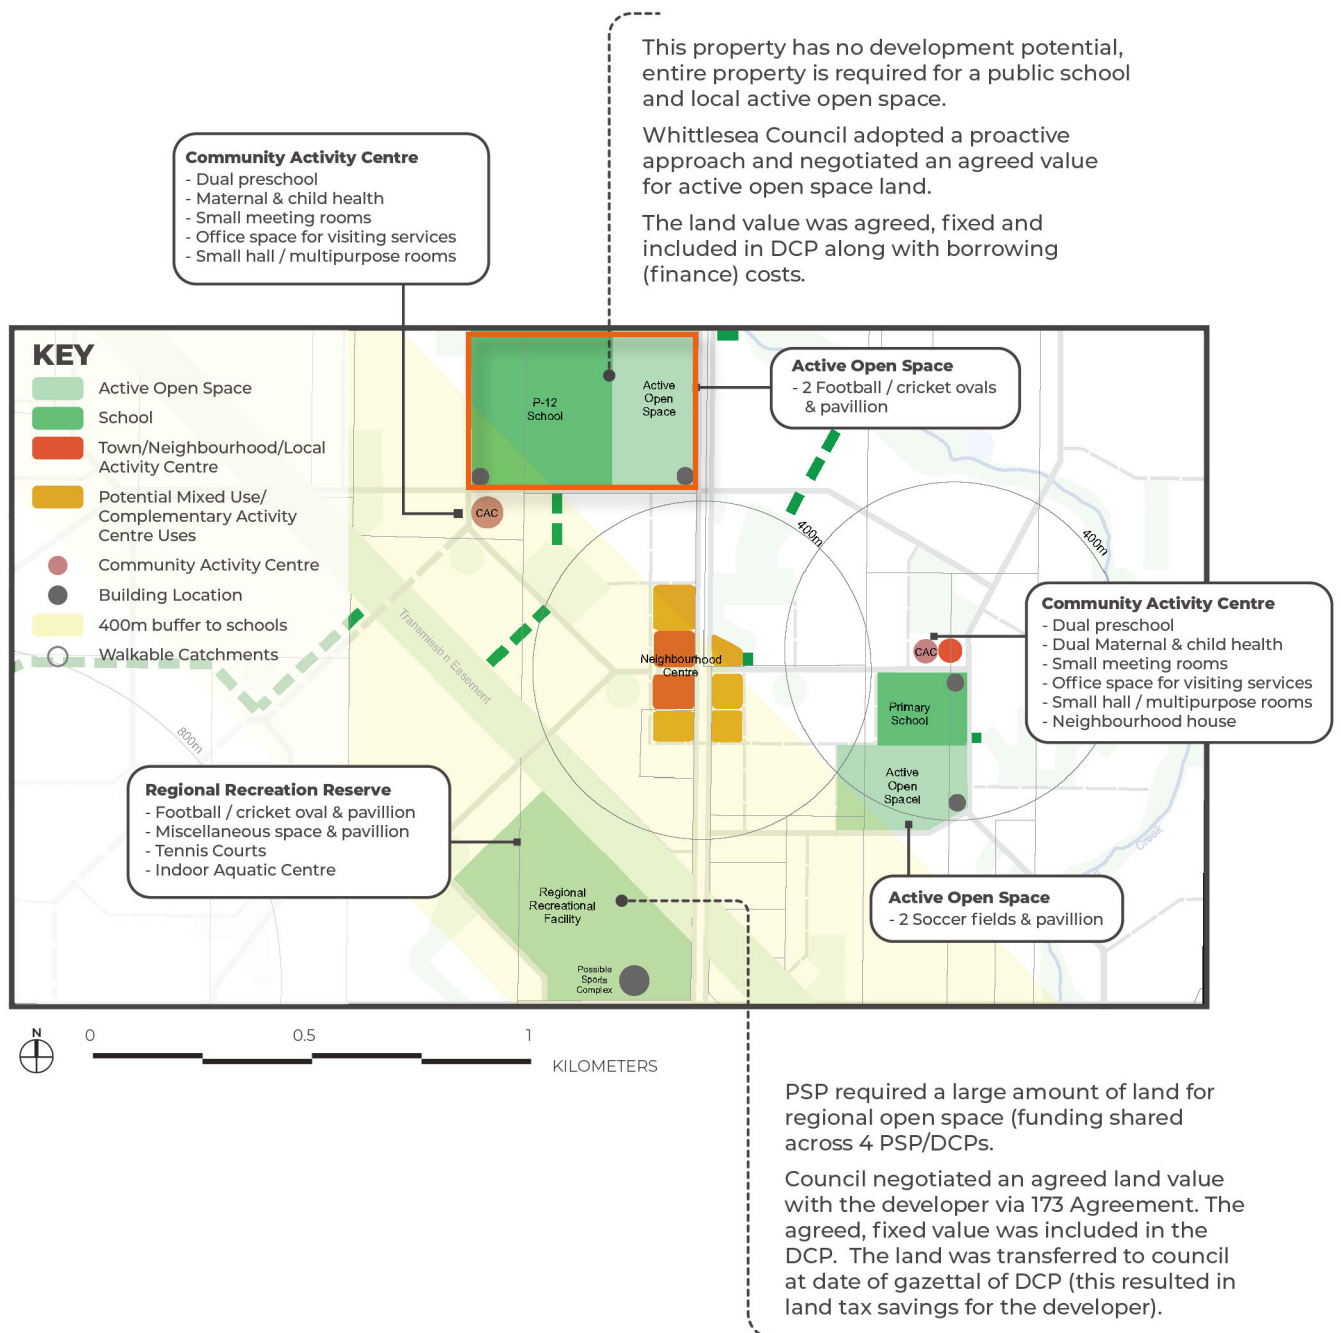 This property has no development potential,
entire property is required for a public school
and local active open space.
Whittlesea Council adopted a proactive
approach and negotiated an agreed value
for active open space land.
The land value was agreed, fixed and
included in DCP along with borrowing
(finance) costs.
Community Activity Centre
- Dual preschool
- Maternal & child health
- Small meeting rooms
- Office space for visiting services
- Small hall / multipurpose rooms
KEY
Active Open Space
School
Town/Neighbourhood/Local
Activity Centre
Potential Mixed Use/
Complementary Activity
Centre Uses
Community Activity Centre
Building Location
400m buffer to schools
Walkable Catchments
P-12
School
Active
Open
Space
Active Open Space
- 2 Football / cricket ovals
& pavillion
CAC
400m
400m
Transmissbn Easement
Neighbourhood
Centre
CAC
Community Activity Centre
- Dual preschool
- Dual Maternal & child health
- Small meeting rooms
- Office space for visiting services
- Small hall / multipurpose rooms
- Neighbourhood house
Primary
School
800m
Active
Open
Spacel
Regional Recreation Reserve
- Football / cricket oval & pavillion
- Miscellaneous space & pavillion
- Tennis Courts
- Indoor Aquatic Centre
Creek
Regional
Recreational
Facility
Active Open Space
- 2 Soccer fields & pavillion
Possible
Sports
Complex
N
0 0.5 1
KILOMETERS
PSP required a large amount of land for
regional open space (funding shared
across 4 PSP/DCPs.
Council negotiated an agreed land value
with the developer via 173 Agreement. The
agreed, fixed value was included in the
DCP. The land was transferred to council
at date of gazettal of DCP (this resulted in
land tax savings for the developer).